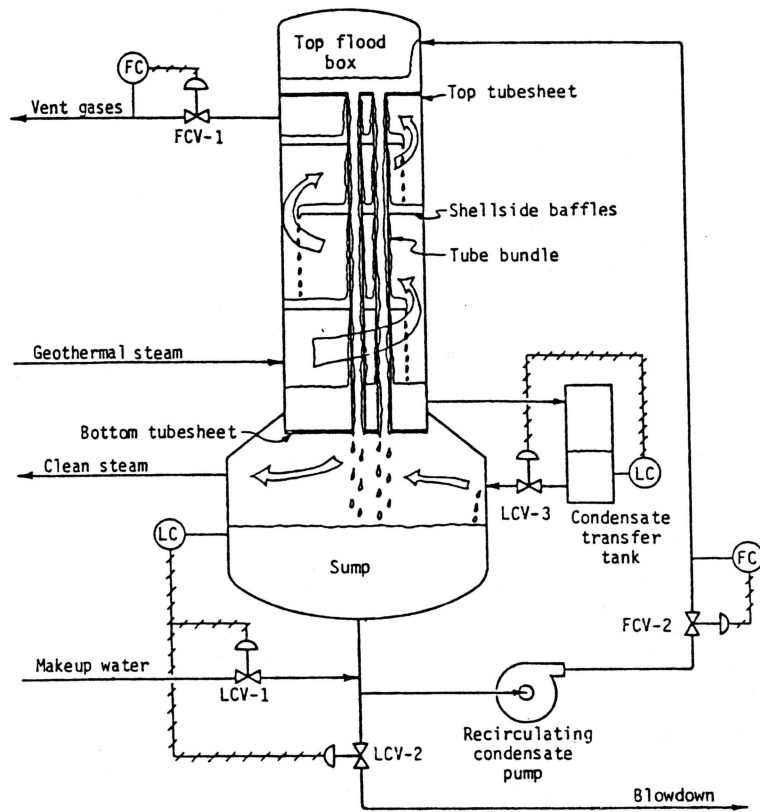 Top flood
box
FC
Top tubesheet
Vent gases
FCV-1
Shellside baffles
Tube bundle
Geothermal steam
Bottom tubesheet
Clean steam
LC
LCV-3
Condensate
transfer
tank
LC
FC
Sump
FCV-2
Makeup water
LCV-1
LCV-2
Recirculating
condensate
pump
Blowdown